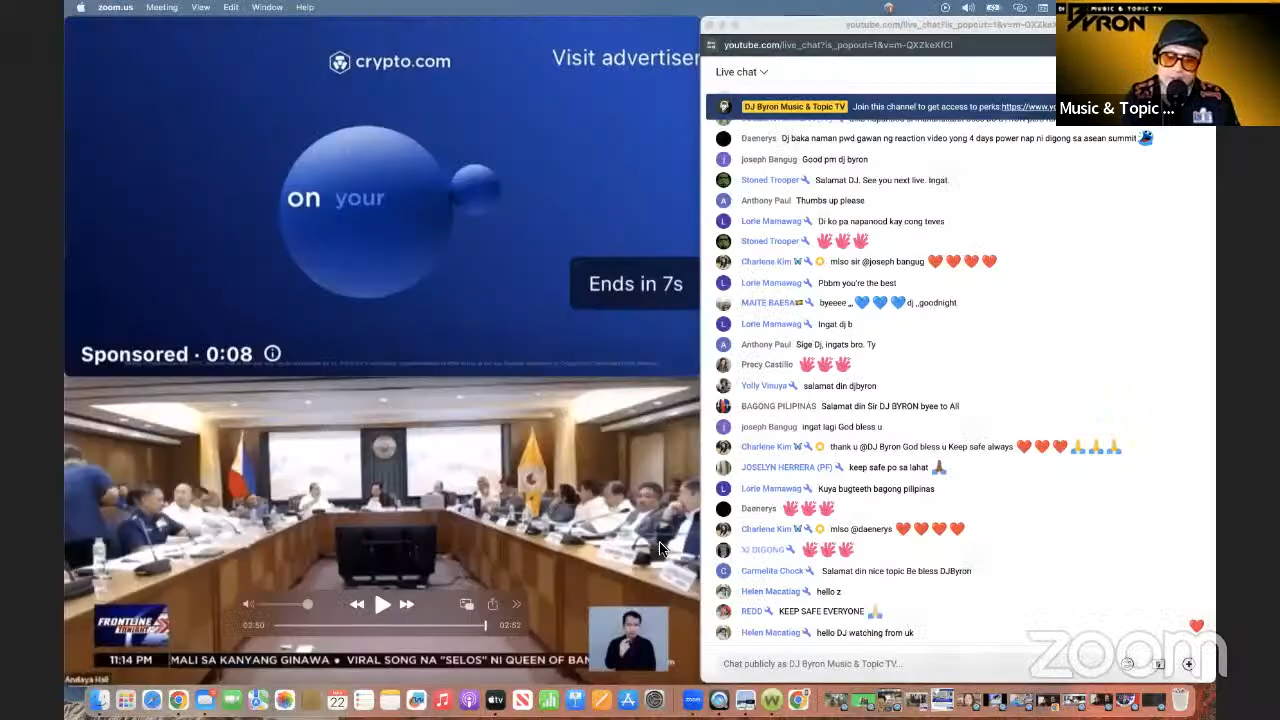 zoom.us Meeting View Edit Window Help
crypto.com
Visit advertiser
on your
Ends in 7s
Sponsored · 0:08
02:50
02:52
FRONTLINE
TONIGHT
11:14 PM MALI SA KANYANG GINAWA ● VIRAL SONG NA "SELOS" NI QUEEN OF BAN
youtube.com/live_chat?is_popout=1&v=m-QXZkeXfCI
Live chat
DJ Byron Music & Topic TV Join this channel to get access to perks:
Daenerys Dj baka naman pwd gawan ng reaction video yong 4 days power nap ni digong sa asean summit
joseph Bangug Good pm dj byron
Stoned Trooper Salamat DJ. See you next live. Ingat.
Anthony Paul Thumbs up please
Lorie Mamawag Di ko pa napanood kay cong teves
Stoned Trooper
Charlene Kim mlso sir @joseph bangug
Lorie Mamawag Pbbm you're the best
MAITE BAESA byeeee ,,, dj ,,goodnight
Lorie Mamawag Ingat dj b
Anthony Paul Sige Dj, ingats bro. Ty
Precy Castillo
Yolly Vinuya salamat din djbyron
BAGONG PILIPINAS Salamat din Sir DJ BYRON byee to All
joseph Bangug ingat lagi God bless u
Charlene Kim thank u @DJ Byron God bless u Keep safe always
JOSELYN HERRERA (PF) keep safe po sa lahat
Lorie Mamawag Kuya bugteeth bagong pilipinas
Daenerys
Charlene Kim mlso @daenerys
XI DIGONG
Carmelita Chock Salamat din nice topic Be bless DJByron
Helen Macatiag hello z
REDD KEEP SAFE EVERYONE
Helen Macatiag hello DJ watching from uk
Chat publicly as DJ Byron Music & Topic TV...
MUSIC & TOPIC TV
BYRON
Music & Topic ...
zoom